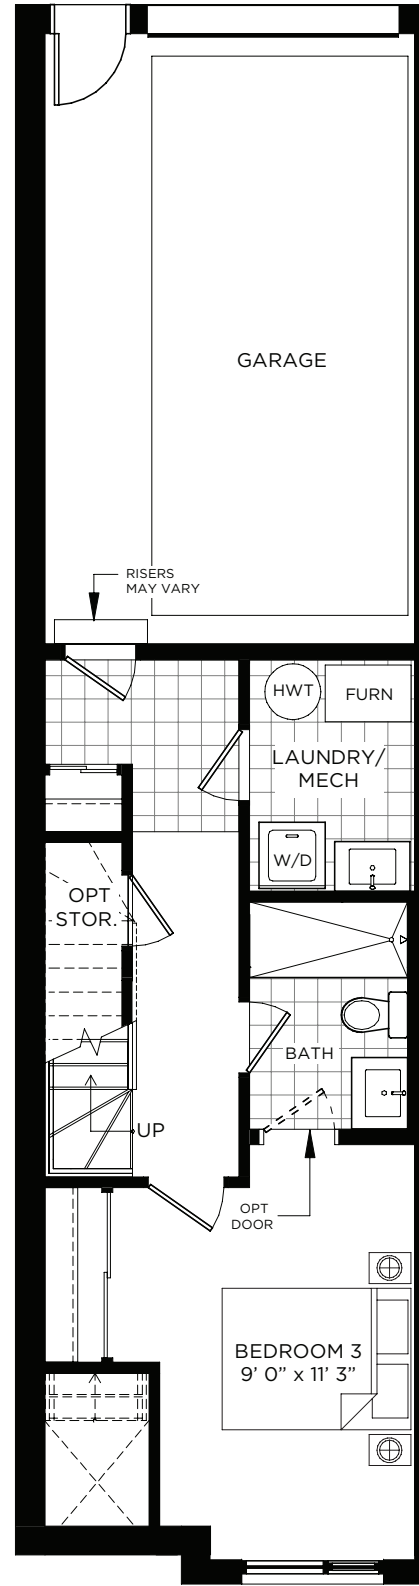 GARAGE
RISERS
MAY VARY
HWT
FURN
LAUNDRY/
MECH
W/D
OPT
STOR.
BATH
UP
OPT
DOOR
BEDROOM 3
9' 0” x 11' 3”